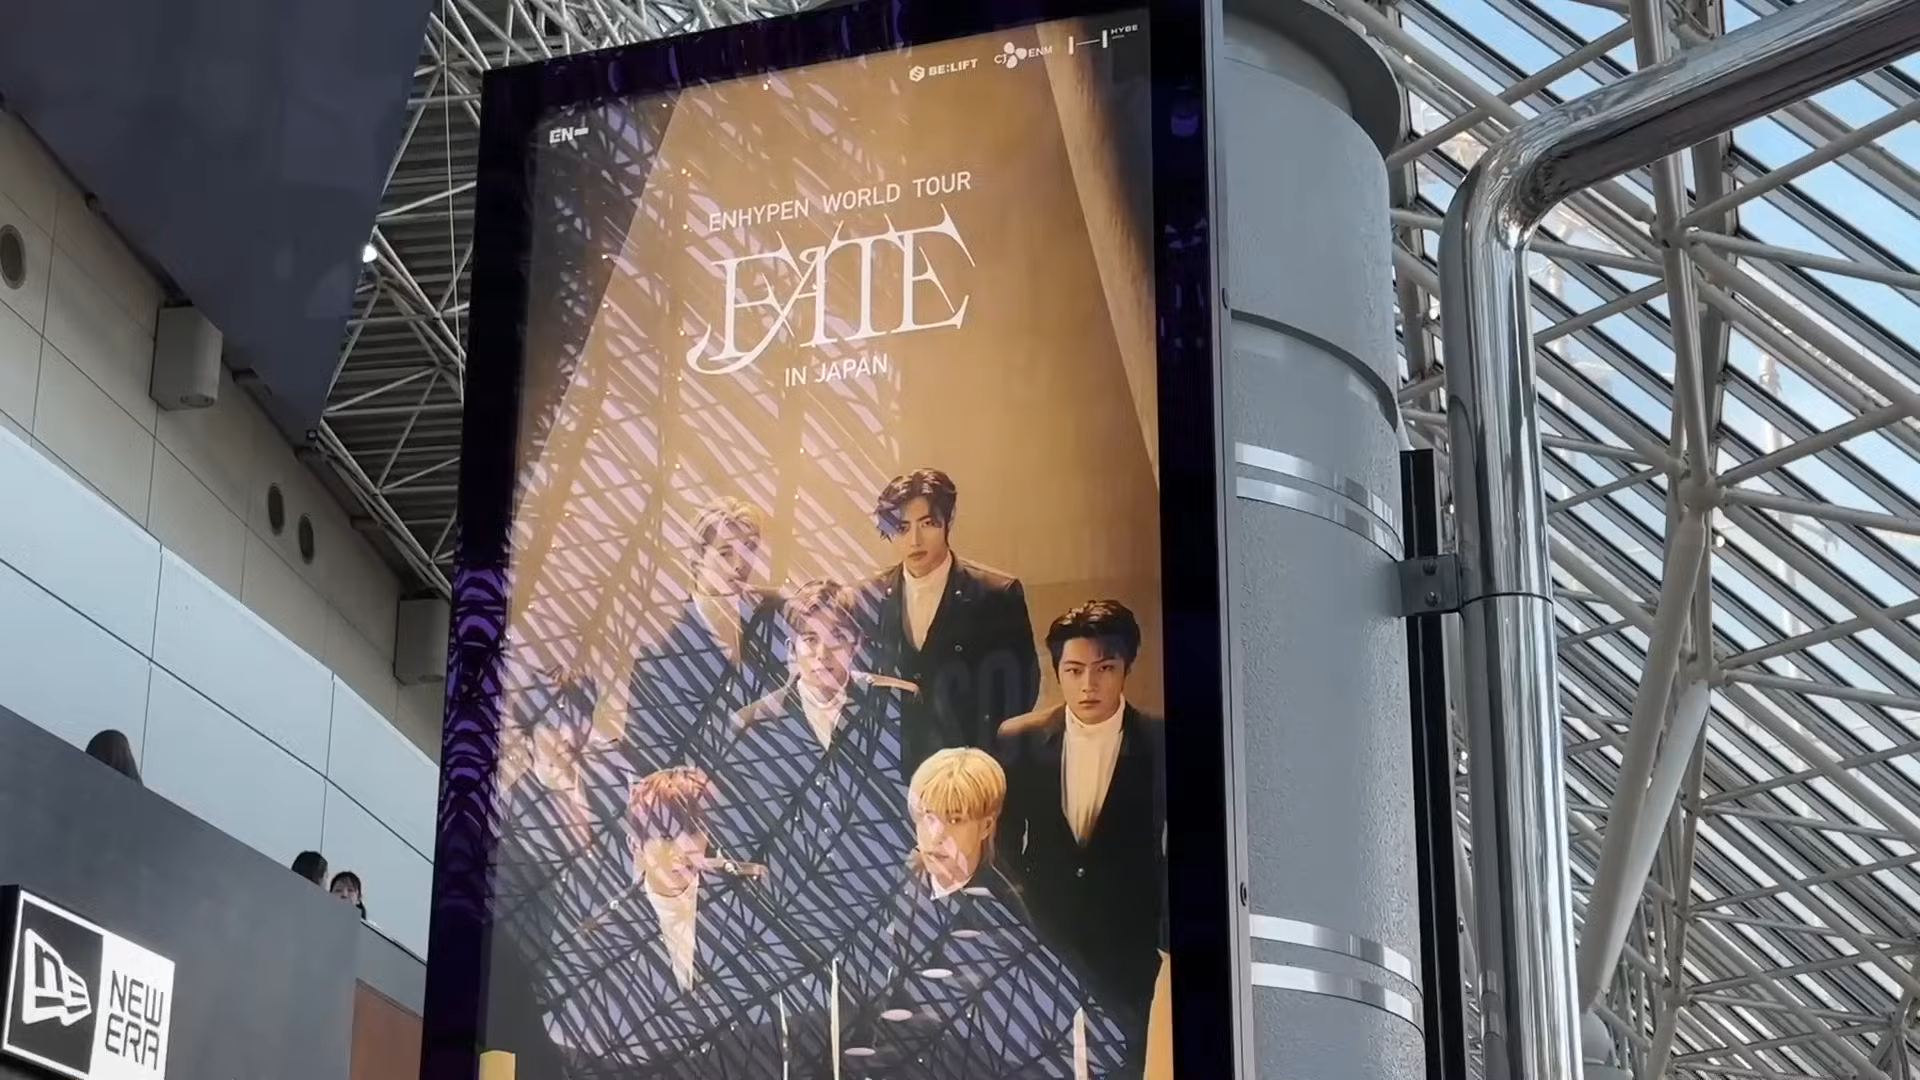 BE:LIFT
CJ ENM
HYBE
EN-
ENHYPEN WORLD TOUR
FATE
IN JAPAN
NEW
ERA